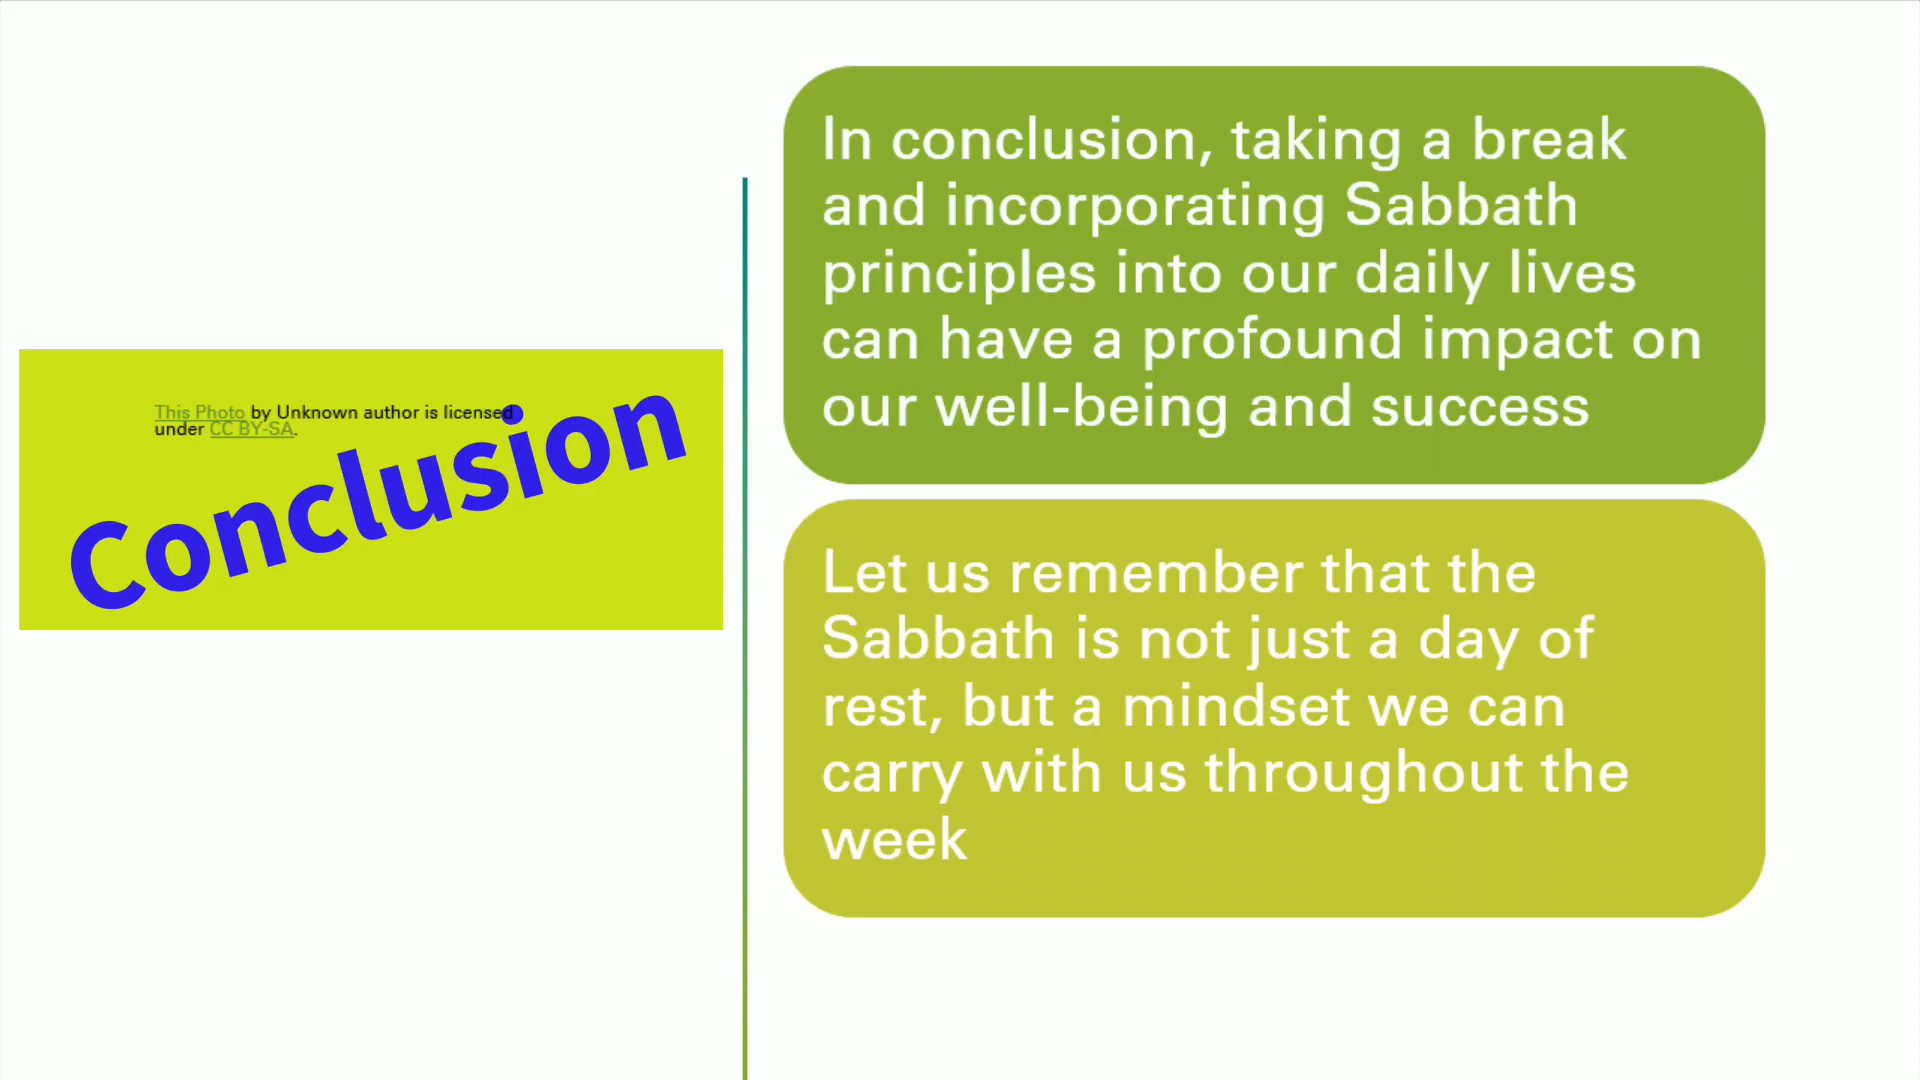 This Photo by Unknown author is licensed
under CC BY-SA.
Conclusion
In conclusion, taking a break
and incorporating Sabbath
principles into our daily lives
can have a profound impact on
our well-being and success
Let us remember that the
Sabbath is not just a day of
rest, but a mindset we can
carry with us throughout the
week